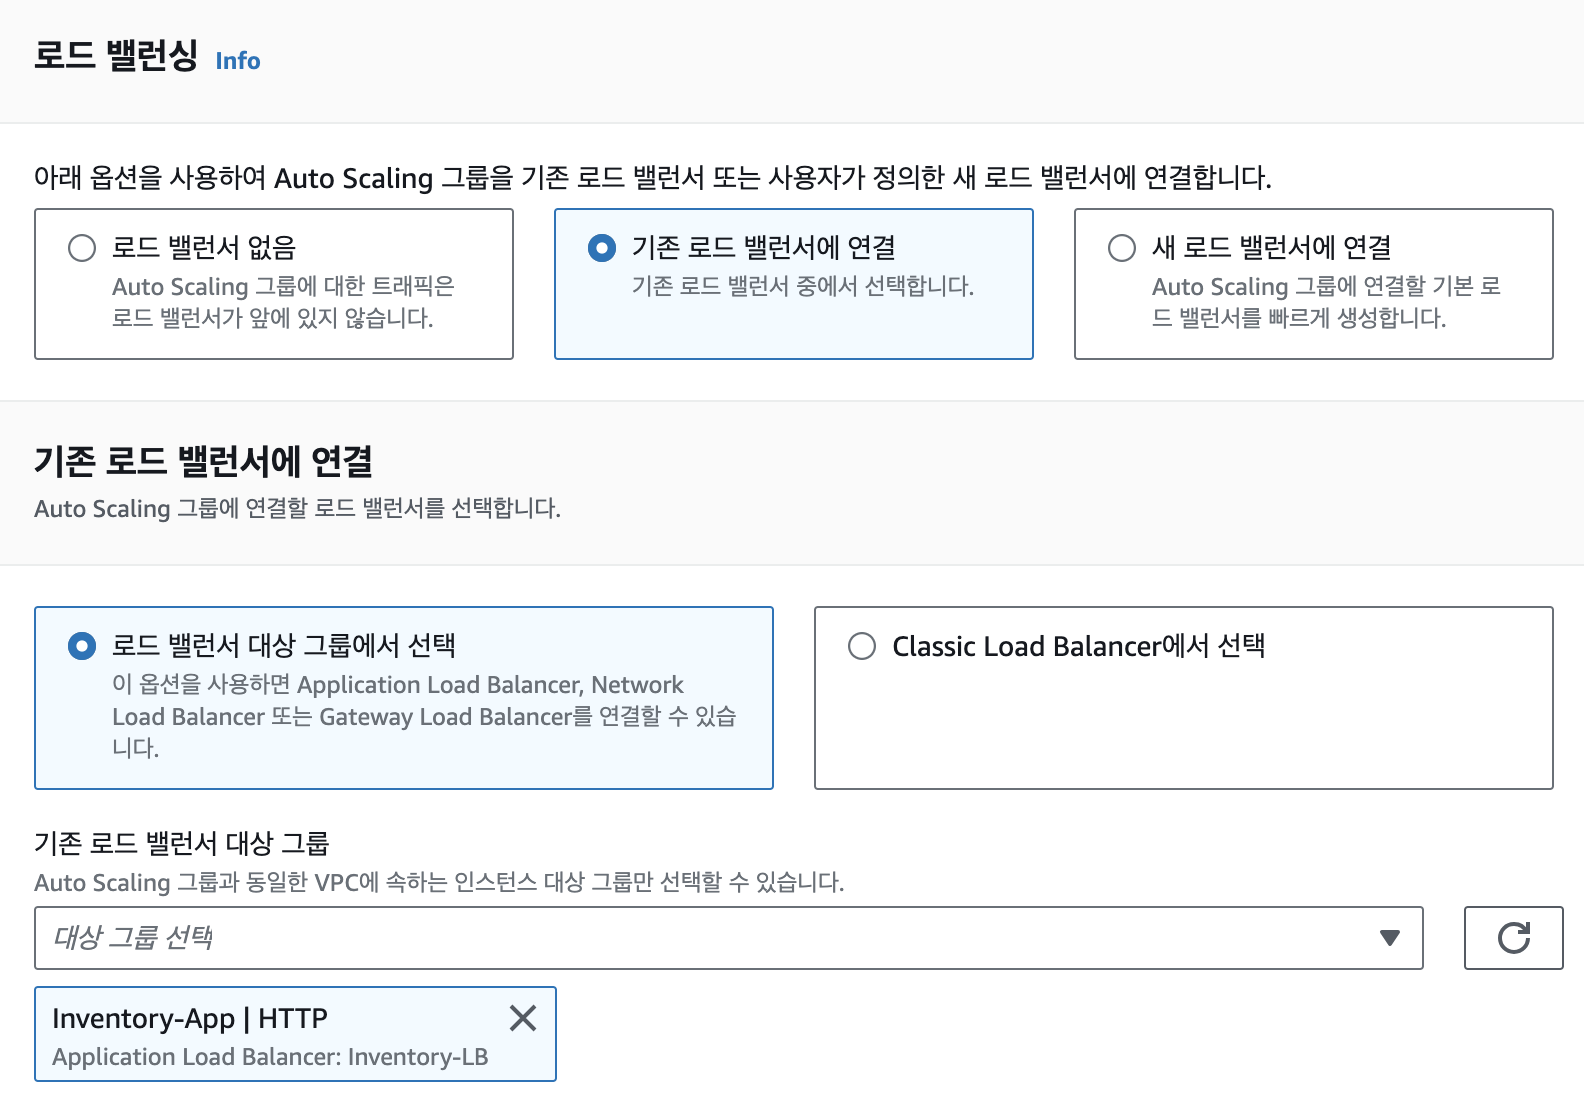 로드 밸런싱 Info
아래 옵션을 사용하여 Auto Scaling 그룹을 기존 로드 밸런서 또는 사용자가 정의한 새 로드 밸런서에 연결합니다.
로드 밸런서 없음
Auto Scaling 그룹에 대한 트래픽은
로드 밸런서가 앞에 있지 않습니다.
기존 로드 밸런서에 연결
기존 로드 밸런서 중에서 선택합니다.
새 로드 밸런서에 연결
Auto Scaling 그룹에 연결할 기본 로
드 밸런서를 빠르게 생성합니다.
기존 로드 밸런서에 연결
Auto Scaling 그룹에 연결할 로드 밸런서를 선택합니다.
로드 밸런서 대상 그룹에서 선택
이 옵션을 사용하면 Application Load Balancer, Network
Load Balancer 또는 Gateway Load Balancer를 연결할 수 있습
니다.
Classic Load Balancer에서 선택
기존 로드 밸런서 대상 그룹
Auto Scaling 그룹과 동일한 VPC에 속하는 인스턴스 대상 그룹만 선택할 수 있습니다.
대상 그룹 선택
Inventory-App | HTTP
Application Load Balancer: Inventory-LB